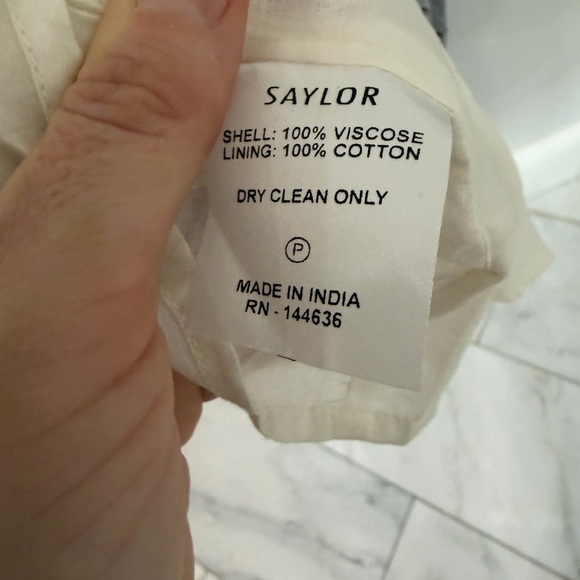 SAYLOR
SHELL: 100% VISCOSE
LINING: 100% COTTON
DRY CLEAN ONLY
P
MADE IN INDIA
RN - 144636